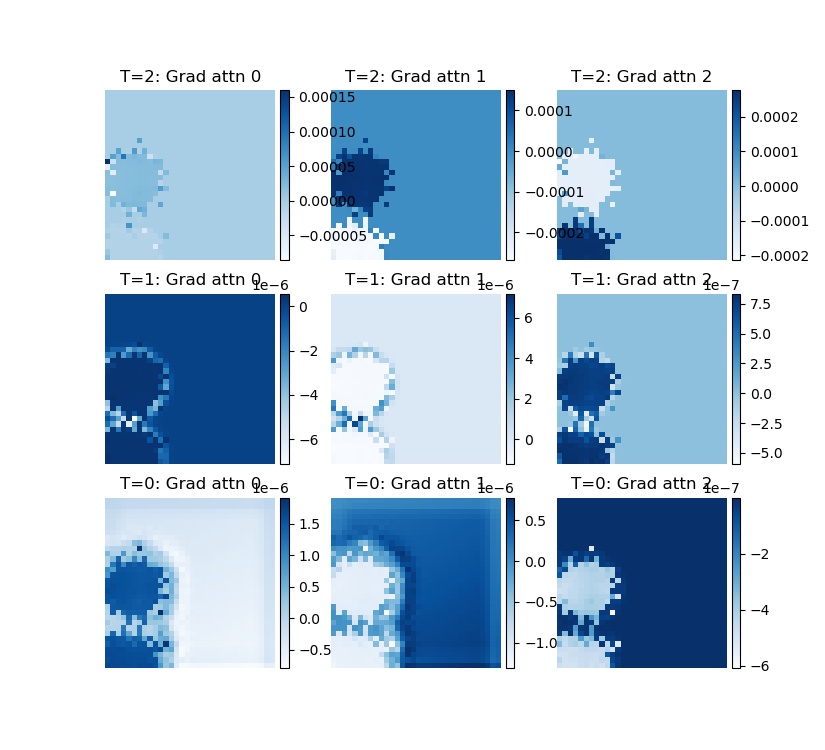 T=2: Grad attn 0
0.00015
0.00010
0.00005
0.00000
−0.00005
T=2: Grad attn 1
0.0001
0.0000
−0.0001
−0.0002
T=2: Grad attn 2
0.0002
0.0001
0.0000
−0.0001
−0.0002
T=1: Grad attn 0
1e−6
0
−2
−4
−6
T=1: Grad attn 1
1e−6
6
4
2
0
T=1: Grad attn 2
1e−7
7.5
5.0
2.5
0.0
−2.5
−5.0
T=0: Grad attn 0
1e−6
1.5
1.0
0.5
0.0
−0.5
T=0: Grad attn 1
1e−6
0.5
0.0
−0.5
−1.0
T=0: Grad attn 2
1e−7
−2
−4
−6